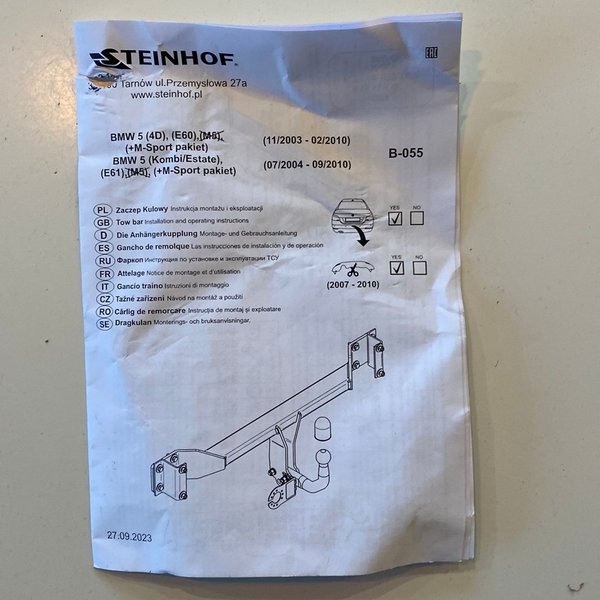 STEINHOF
00 Tarnów ul.Przemysłowa 27a
www.steinhof.pl
EAC
BMW 5 (4D), (E60),(M5), (11/2003 - 02/2010)
(+M-Sport pakiet)
BMW 5 (Kombi/Estate), (07/2004 - 09/2010)
(E61),(M5), (+M-Sport pakiet)
B-055
PL Zaczep Kulowy Instrukcja montażu i eksploatacji
GB Tow bar Installation and operating instructions
D Die Anhängerkupplung Montage- und Gebrauchsanleitung
ES Gancho de remolque Las instrucciones de instalación y de operación
RU Фаркоп Инструкция по установке и эксплуатации ТСУ
FR Attelage Notice de montage et d'utilisation
IT Gancio traino Istruzioni di montaggio
CZ Tažné zařízení Návod na montáž a použití
RO Cârlig de remorcare Instrucția de montaj și exploatare
SE Dragkulan Monterings- och bruksanvisningar,
YES NO
YES NO
(2007 - 2010)
27.09.2023